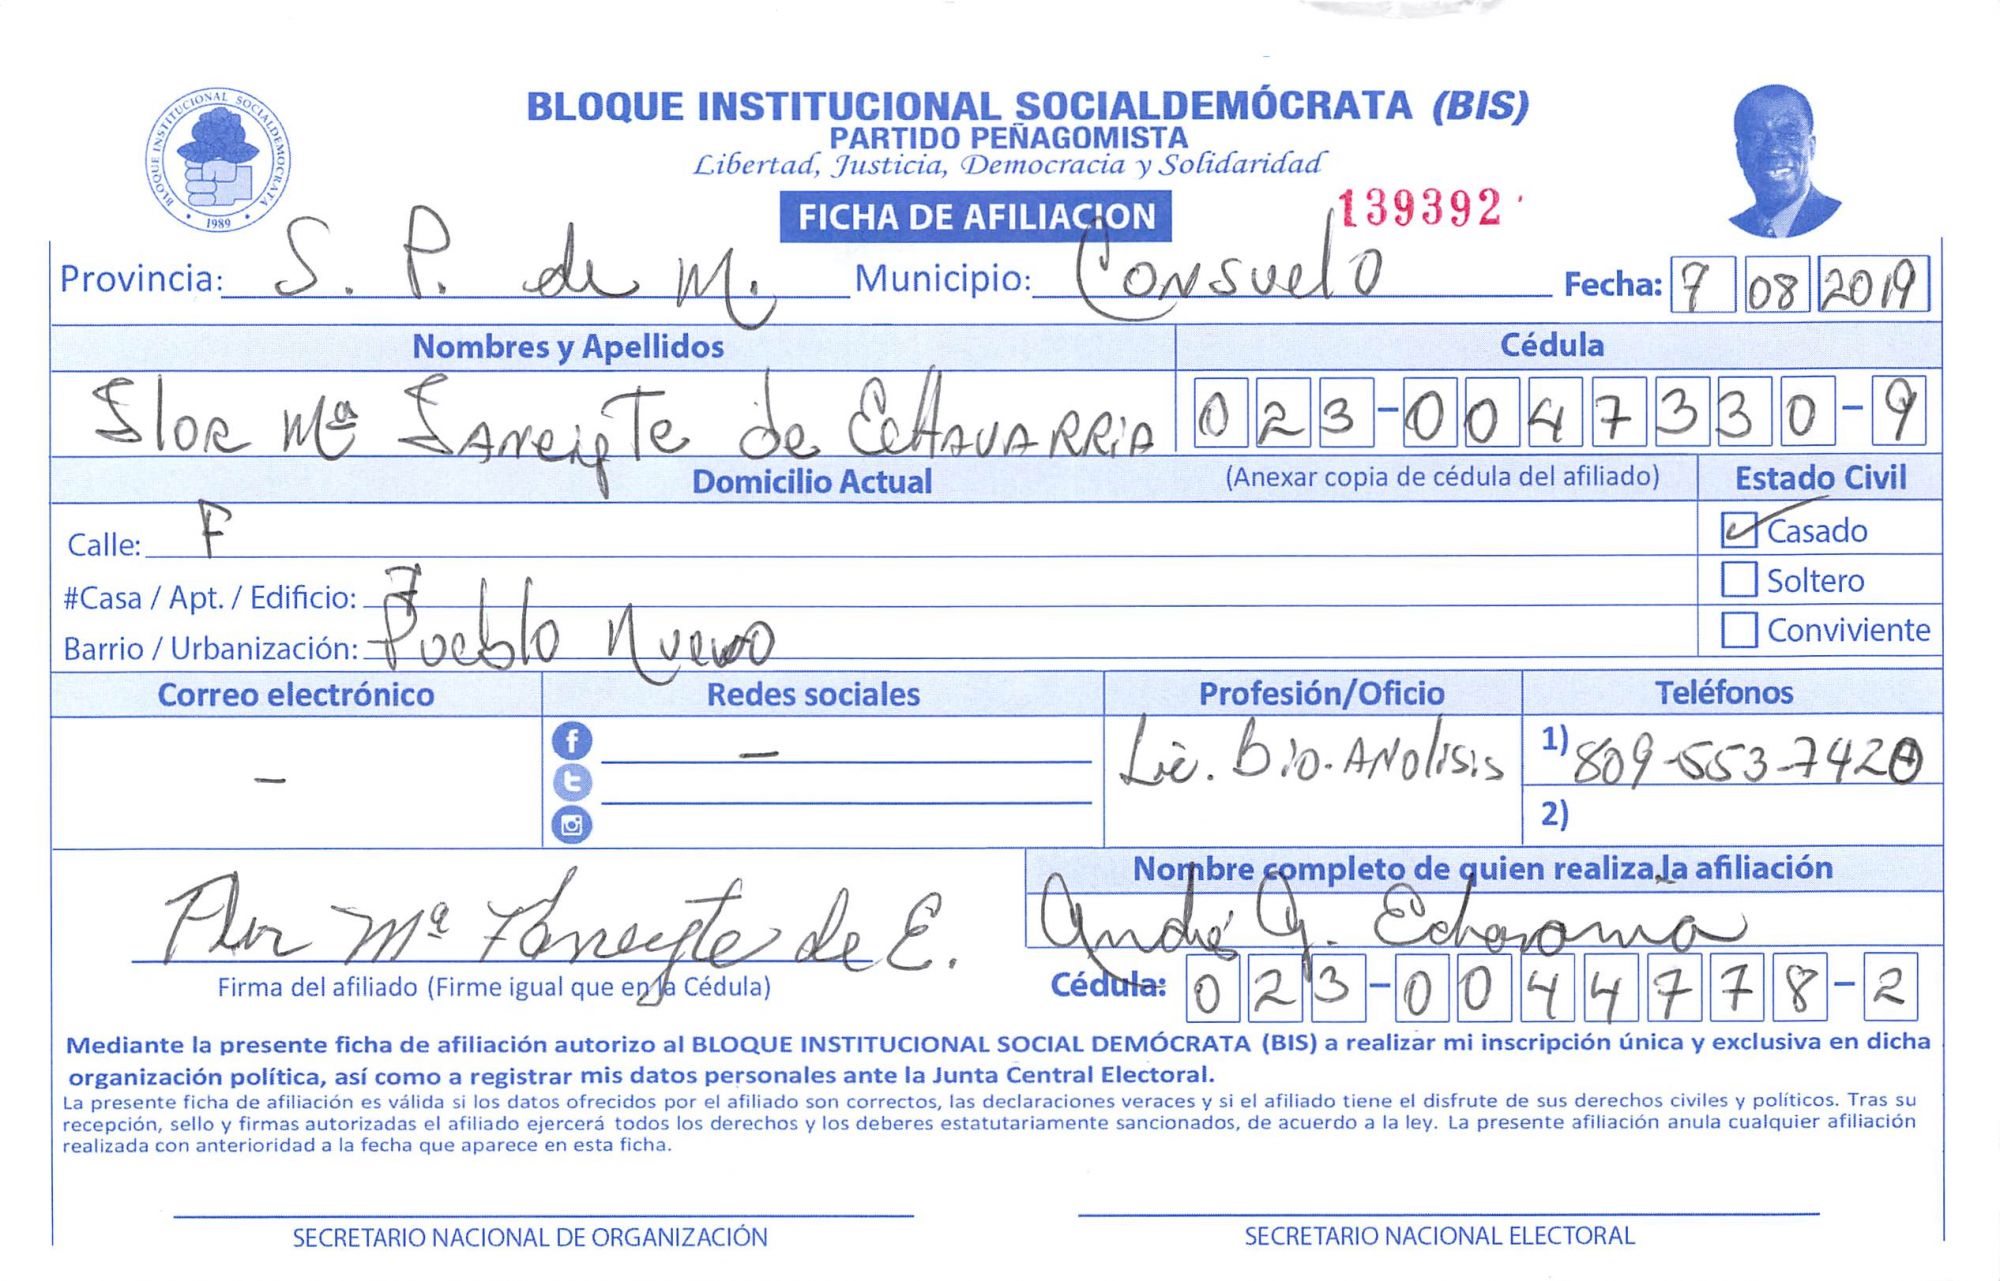 BLOQUE INSTITUCIONAL SOCIALDEMÓCRATA
1989
BLOQUE INSTITUCIONAL SOCIALDEMÓCRATA (BIS)
PARTIDO PEÑAGOMISTA
Libertad, Justicia, Democracia y Solidaridad
FICHA DE AFILIACION 139392
Provincia: S. P. de M. Municipio: Consuelo Fecha: 7 08 2019
Nombres y Apellidos Cédula
Flor Mª de Echavarria 023-0047330-9
Domicilio Actual (Anexar copia de cédula del afiliado) Estado Civil
Calle: F Casado
#Casa / Apt. / Edificio: 7 Soltero
Barrio / Urbanización: Pueblo Nuevo Conviviente
Correo electrónico Redes sociales Profesión/Oficio Teléfonos
- - Lic. Bio. Anolisis 1) 809-553-7420
2)
Nombre completo de quien realiza la afiliación
Flor Mª de E. André G. Echavarria
Firma del afiliado (Firme igual que en la Cédula) Cédula: 023-0044778-2
Mediante la presente ficha de afiliación autorizo al BLOQUE INSTITUCIONAL SOCIAL DEMÓCRATA (BIS) a realizar mi inscripción única y exclusiva en dicha
organización política, así como a registrar mis datos personales ante la Junta Central Electoral.
La presente ficha de afiliación es válida si los datos ofrecidos por el afiliado son correctos, las declaraciones veraces y si el afiliado tiene el disfrute de sus derechos civiles y políticos. Tras su
recepción, sello y firmas autorizadas el afiliado ejercerá todos los derechos y los deberes estatutariamente sancionados, de acuerdo a la ley. La presente afiliación anula cualquier afiliación
realizada con anterioridad a la fecha que aparece en esta ficha.
SECRETARIO NACIONAL DE ORGANIZACIÓN SECRETARIO NACIONAL ELECTORAL